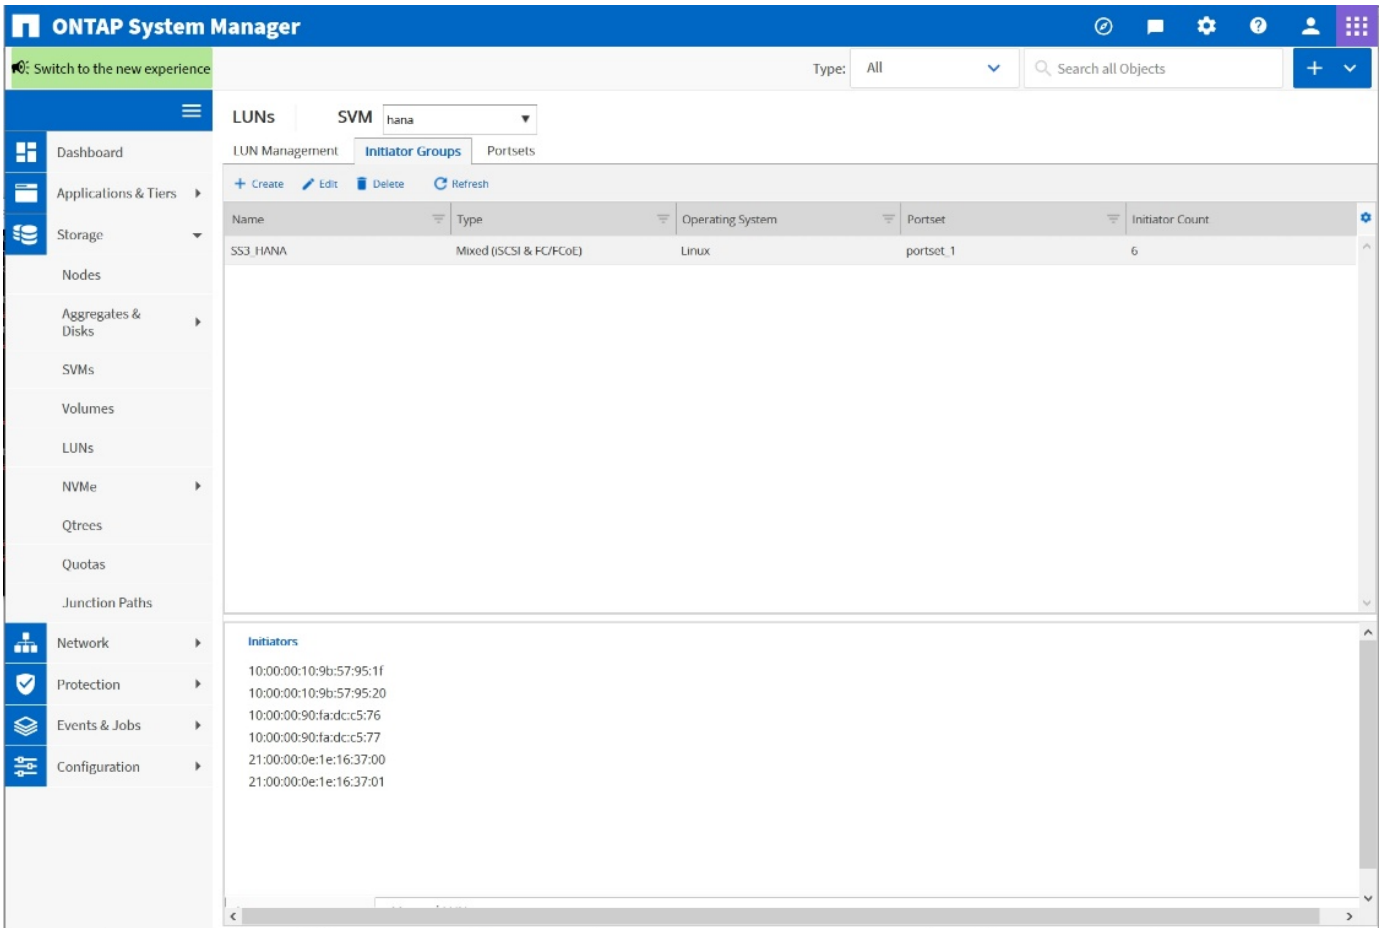 ONTAP System Manager
Switch to the new experience
Type: All
Search all Objects
LUNs SVM hana
LUN Management Initiator Groups Portsets
Create Edit Delete Refresh
Name Type Operating System Portset Initiator Count
SS3_HANA Mixed (iSCSI & FC/FCoE) Linux portset_1 6
Dashboard
Applications & Tiers
Storage
Nodes
Aggregates &
Disks
SVMs
Volumes
LUNs
NVMe
Qtrees
Quotas
Junction Paths
Network
Protection
Events & Jobs
Configuration
Initiators
10:00:00:10:9b:57:95:1f
10:00:00:10:9b:57:95:20
10:00:00:90:fa:dc:c5:76
10:00:00:90:fa:dc:c5:77
21:00:00:0e:1e:16:37:00
21:00:00:0e:1e:16:37:01